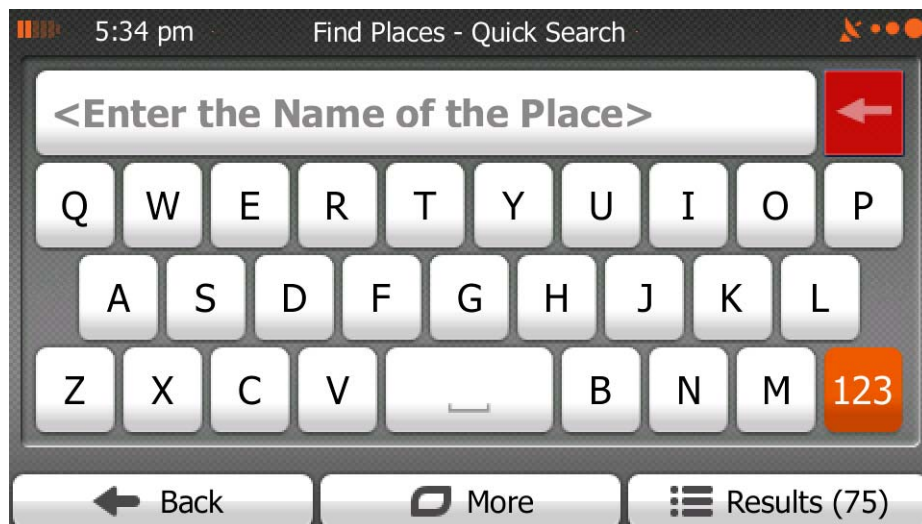 5:34 pm Find Places - Quick Search
<Enter the Name of the Place>
Q W E R T Y U I O P
A S D F G H J K L
Z X C V B N M 123
Back More Results (75)